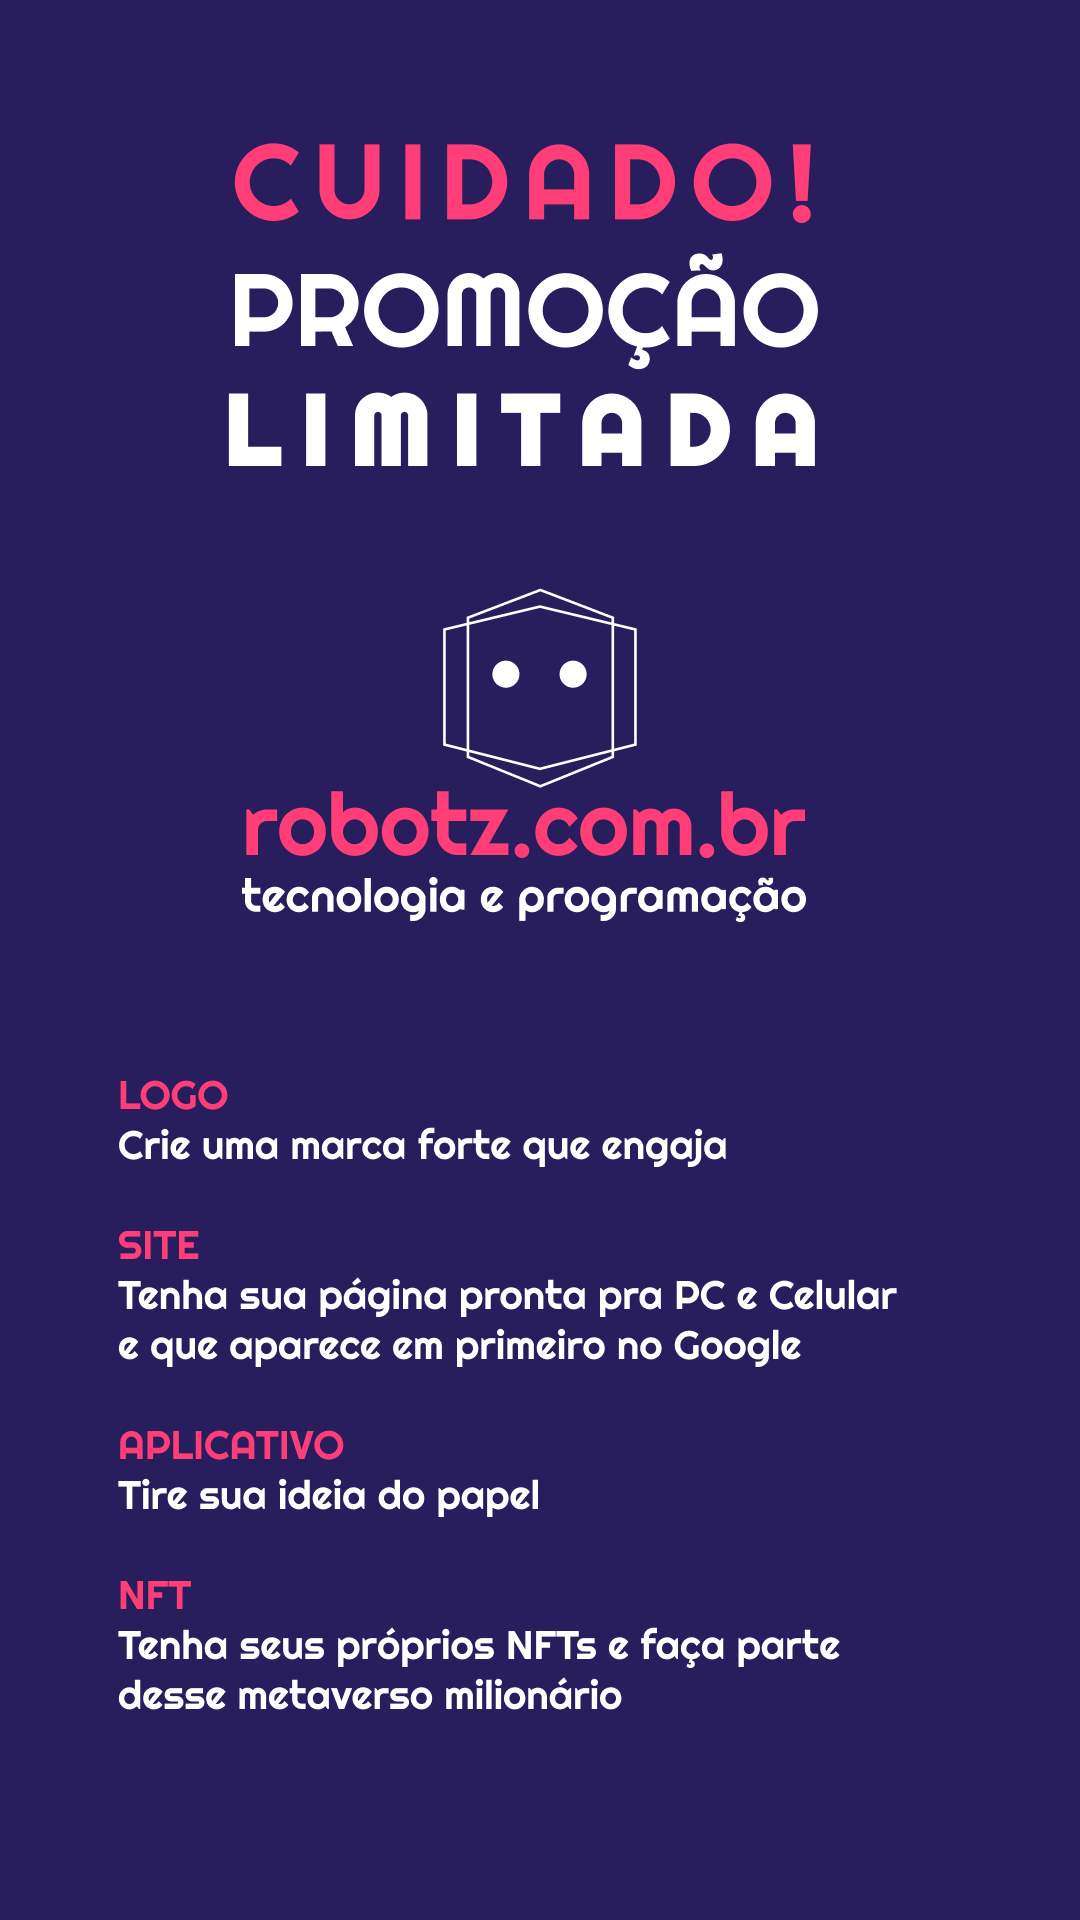 CUIDADO!
PROMOÇÃO
LIMITADA
robotz.com.br
tecnologia e programação
LOGO
Crie uma marca forte que engaja
SITE
Tenha sua página pronta pra PC e Celular
e que aparece em primeiro no Google
APLICATIVO
Tire sua ideia do papel
NFT
Tenha seus próprios NFTs e faça parte
desse metaverso milionário